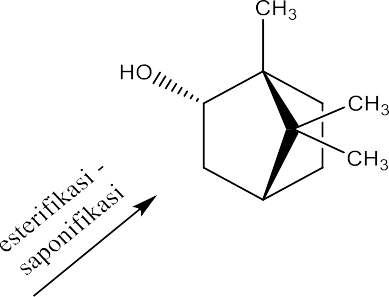 CH3
HO
CH3
CH3
esterifikasi -
saponifikasi